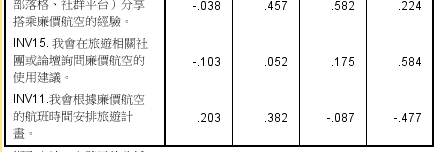 部落格、社群平台）分享 -.038 .457 .582 .224
搭乘廉價航空的經驗。
INV15. 我會在旅遊相關社 -.103 .052 .175 .584
團或論壇詢問廉價航空的
使用建議。
INV11.我會根據廉價航空 .203 .382 -.087 -.477
的航班時間安排旅遊計
畫。